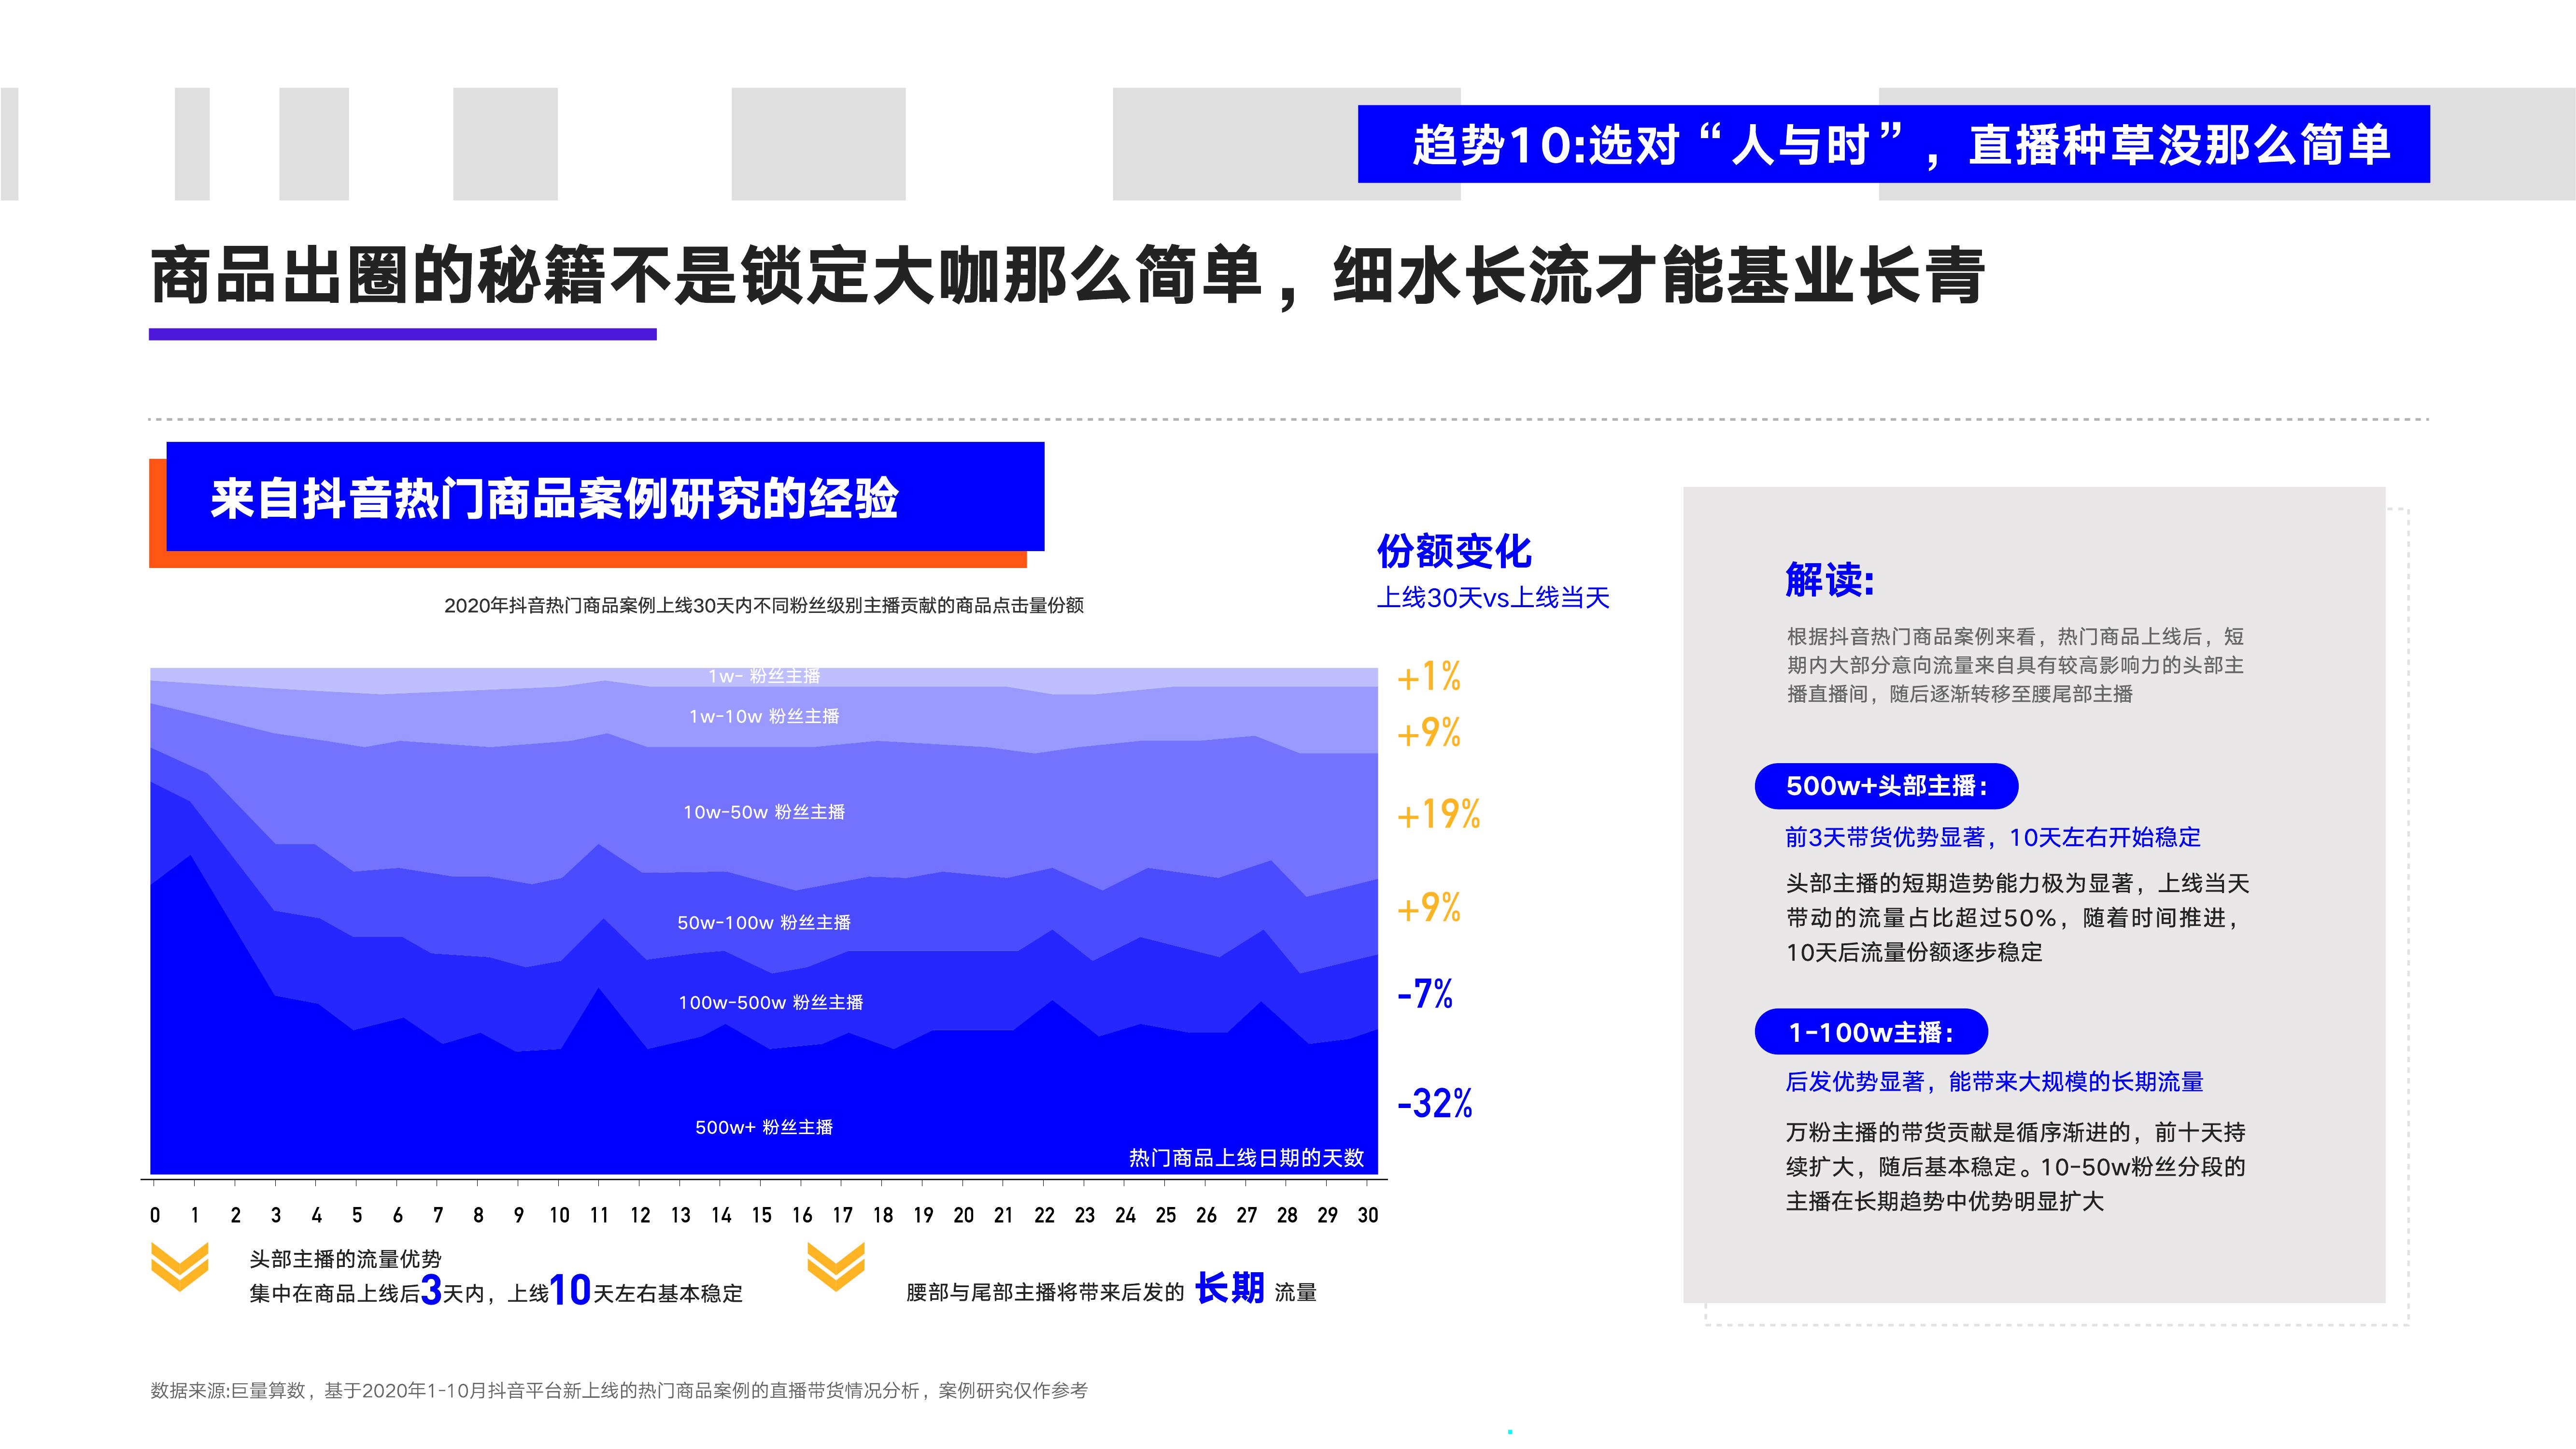 趋势10:选对“人与时”，直播种草没那么简单
商品出圈的秘籍不是锁定大咖那么简单，细水长流才能基业长青
来自抖音热门商品案例研究的经验
2020年抖音热门商品案例上线30天内不同粉丝级别主播贡献的商品点击量份额
份额变化
上线30天vs上线当天
1w- 粉丝主播
1w-10w 粉丝主播
10w-50w 粉丝主播
50w-100w 粉丝主播
100w-500w 粉丝主播
500w+ 粉丝主播
热门商品上线日期的天数
+1%
+9%
+19%
+9%
-7%
-32%
0 1 2 3 4 5 6 7 8 9 10 11 12 13 14 15 16 17 18 19 20 21 22 23 24 25 26 27 28 29 30
头部主播的流量优势
集中在商品上线后3天内，上线10天左右基本稳定
腰部与尾部主播将带来后发的 长期 流量
解读:
根据抖音热门商品案例来看，热门商品上线后，短
期内大部分意向流量来自具有较高影响力的头部主
播直播间，随后逐渐转移至腰尾部主播
500w+头部主播：
前3天带货优势显著，10天左右开始稳定
头部主播的短期造势能力极为显著，上线当天
带动的流量占比超过50%，随着时间推进，
10天后流量份额逐步稳定
1-100w主播：
后发优势显著，能带来大规模的长期流量
万粉主播的带货贡献是循序渐进的，前十天持
续扩大，随后基本稳定。10-50w粉丝分段的
主播在长期趋势中优势明显扩大
数据来源:巨量算数，基于2020年1-10月抖音平台新上线的热门商品案例的直播带货情况分析，案例研究仅作参考